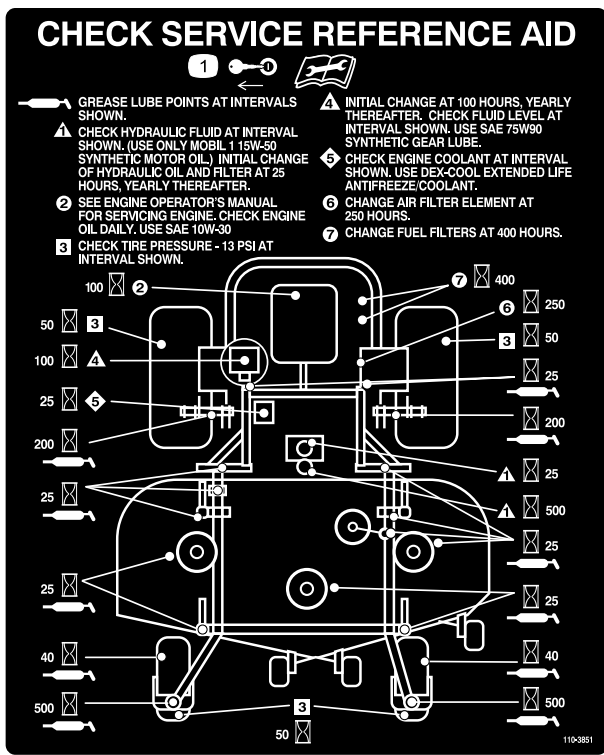 CHECK SERVICE REFERENCE AID
1
GREASE LUBE POINTS AT INTERVALS
SHOWN.
1 CHECK HYDRAULIC FLUID AT INTERVAL
SHOWN. (USE ONLY MOBIL 1 15W-50
SYNTHETIC MOTOR OIL.) INITIAL CHANGE
OF HYDRAULIC OIL AND FILTER AT 25
HOURS, YEARLY THEREAFTER.
2 SEE ENGINE OPERATOR'S MANUAL
FOR SERVICING ENGINE. CHECK ENGINE
OIL DAILY. USE SAE 10W-30
3 CHECK TIRE PRESSURE - 13 PSI AT
INTERVAL SHOWN.
4 INITIAL CHANGE AT 100 HOURS, YEARLY
THEREAFTER. CHECK FLUID LEVEL AT
INTERVAL SHOWN. USE SAE 75W90
SYNTHETIC GEAR LUBE.
5 CHECK ENGINE COOLANT AT INTERVAL
SHOWN. USE DEX-COOL EXTENDED LIFE
ANTIFREEZE/COOLANT.
6 CHANGE AIR FILTER ELEMENT AT
250 HOURS.
7 CHANGE FUEL FILTERS AT 400 HOURS.
100 2
7 400
6 250
50 3
3 50
100 4
25
25 5
200
200
1 25
25
1 500
25
25
25
40
40
500
500
3
50
110-3851